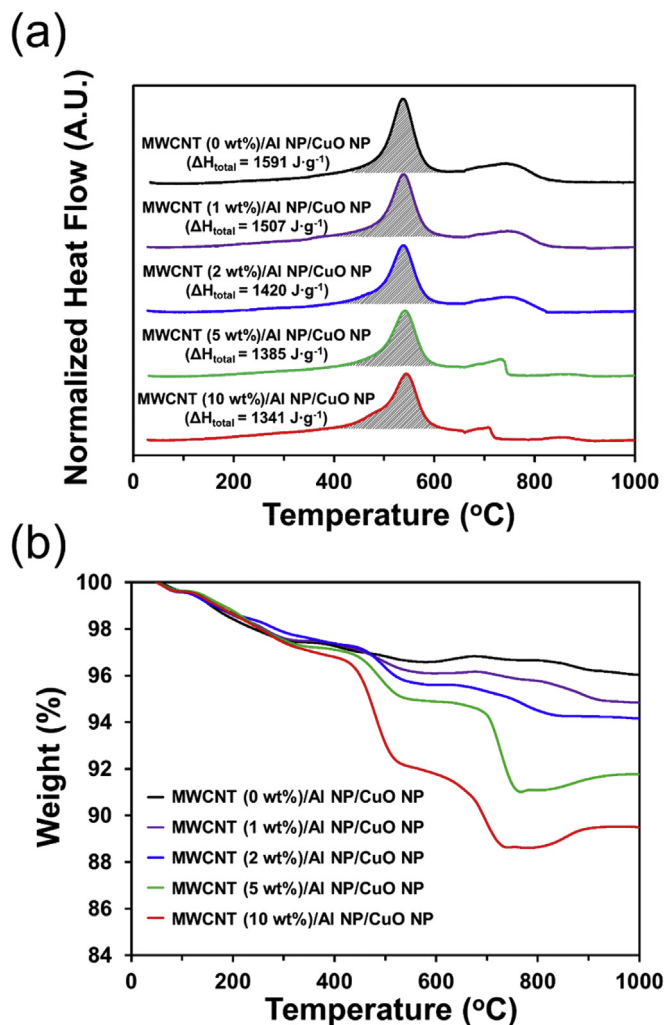 (a)
Normalized Heat Flow (A.U.)
MWCNT (0 wt%)/Al NP/CuO NP
(ΔHtotal = 1591 J·g-1)
MWCNT (1 wt%)/Al NP/CuO NP
(ΔHtotal = 1507 J·g-1)
MWCNT (2 wt%)/Al NP/CuO NP
(ΔHtotal = 1420 J·g-1)
MWCNT (5 wt%)/Al NP/CuO NP
(ΔHtotal = 1385 J·g-1)
MWCNT (10 wt%)/Al NP/CuO NP
(ΔHtotal = 1341 J·g-1)
0 200 400 600 800 1000
Temperature (oC)
(b)
Weight (%)
100
98
96
94
92
90
88
86
84
MWCNT (0 wt%)/Al NP/CuO NP
MWCNT (1 wt%)/Al NP/CuO NP
MWCNT (2 wt%)/Al NP/CuO NP
MWCNT (5 wt%)/Al NP/CuO NP
MWCNT (10 wt%)/Al NP/CuO NP
0 200 400 600 800 1000
Temperature (oC)